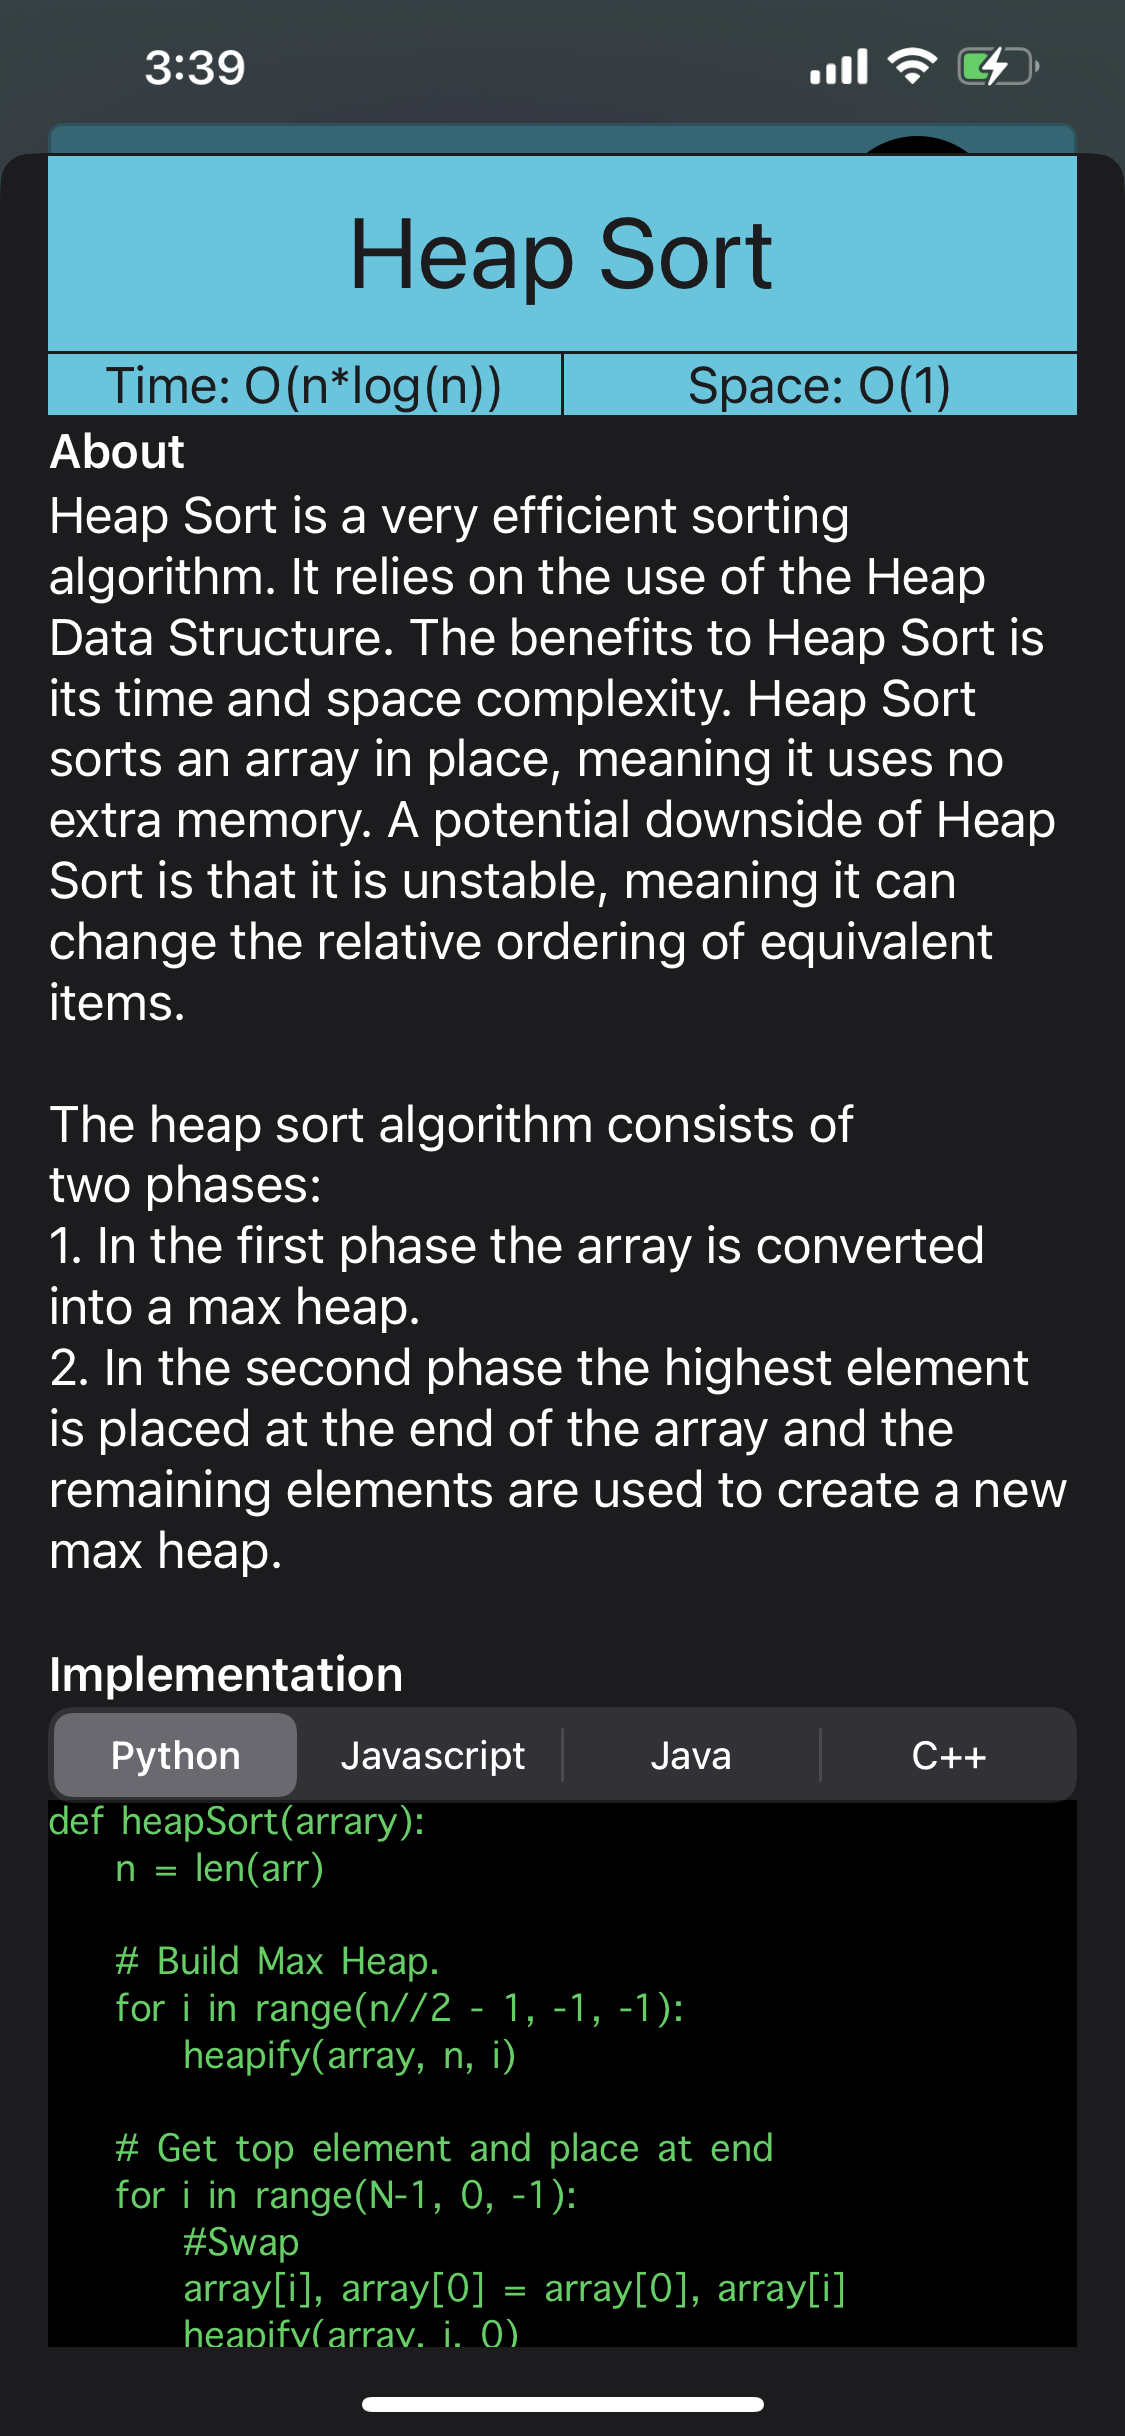 3:39
Heap Sort
Time: O(n*log(n))
Space: O(1)
About
Heap Sort is a very efficient sorting
algorithm. It relies on the use of the Heap
Data Structure. The benefits to Heap Sort is
its time and space complexity. Heap Sort
sorts an array in place, meaning it uses no
extra memory. A potential downside of Heap
Sort is that it is unstable, meaning it can
change the relative ordering of equivalent
items.
The heap sort algorithm consists of
two phases:
1. In the first phase the array is converted
into a max heap.
2. In the second phase the highest element
is placed at the end of the array and the
remaining elements are used to create a new
max heap.
Implementation
Python Javascript Java C++
def heapSort(arrary):
n = len(arr)
# Build Max Heap.
for i in range(n//2 - 1, -1, -1):
heapify(array, n, i)
# Get top element and place at end
for i in range(N-1, 0, -1):
#Swap
array[i], array[0] = array[0], array[i]
heapify(array, i, 0)